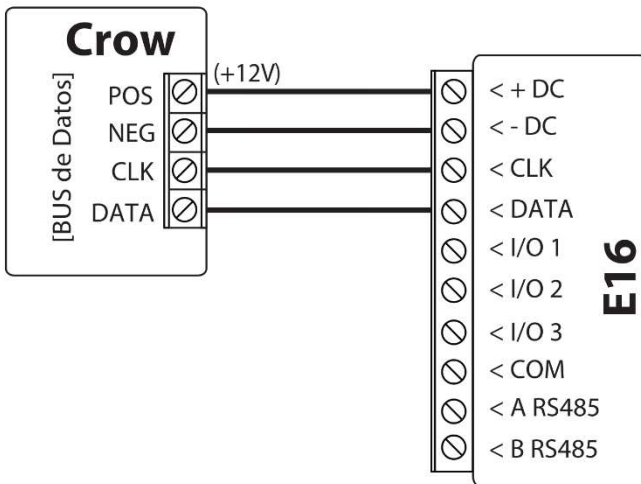 Crow
[BUS de Datos]
POS
NEG
CLK
DATA
(+12V)
< + DC
< - DC
< CLK
< DATA
< I/O 1
< I/O 2
< I/O 3
< COM
< A RS485
< B RS485
E16